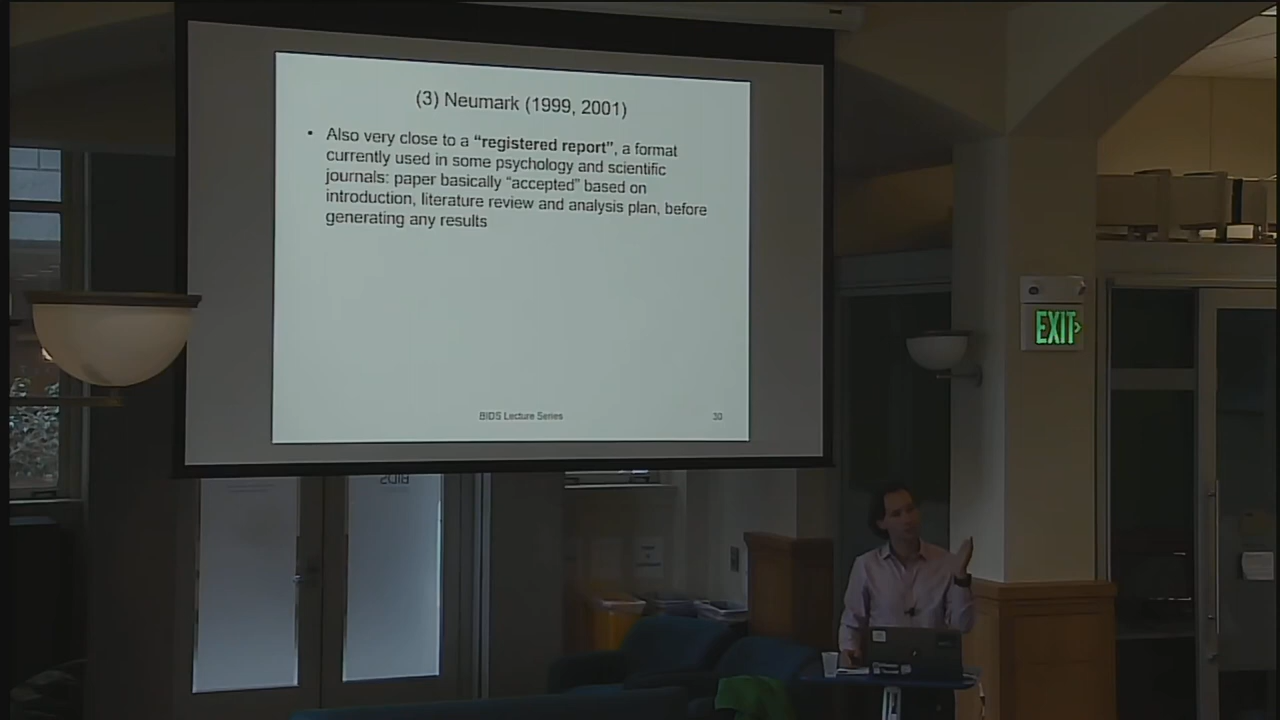 (3) Neumark (1999, 2001)
• Also very close to a “registered report”, a format
currently used in some psychology and scientific
journals: paper basically “accepted” based on
introduction, literature review and analysis plan, before
generating any results
BIDS Lecture Series
30
EXIT
BIDS